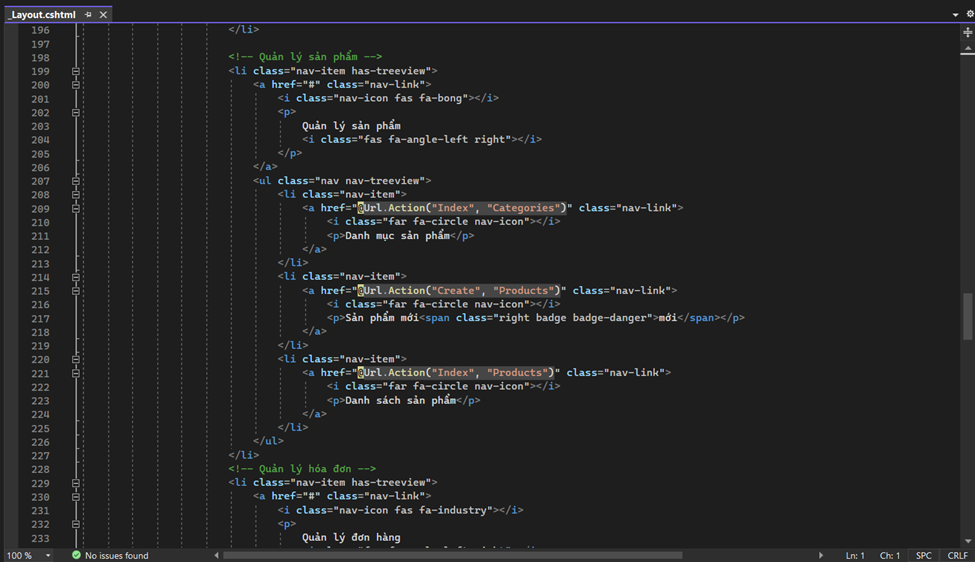 _Layout.cshtml
196 </li>
197
198 <!-- Quản lý sản phẩm -->
199 <li class="nav-item has-treeview">
200 <a href="#" class="nav-link">
201 <i class="nav-icon fas fa-bong"></i>
202 <p>
203 Quản lý sản phẩm
204 <i class="fas fa-angle-left right"></i>
205 </p>
206 </a>
207 <ul class="nav nav-treeview">
208 <li class="nav-item">
209 <a href="@Url.Action("Index", "Categories")" class="nav-link">
210 <i class="far fa-circle nav-icon"></i>
211 <p>Danh mục sản phẩm</p>
212 </a>
213 </li>
214 <li class="nav-item">
215 <a href="@Url.Action("Create", "Products")" class="nav-link">
216 <i class="far fa-circle nav-icon"></i>
217 <p>Sản phẩm mới<span class="right badge badge-danger">mới</span></p>
218 </a>
219 </li>
220 <li class="nav-item">
221 <a href="@Url.Action("Index", "Products")" class="nav-link">
222 <i class="far fa-circle nav-icon"></i>
223 <p>Danh sách sản phẩm</p>
224 </a>
225 </li>
226 </ul>
227 </li>
228 <!-- Quản lý hóa đơn -->
229 <li class="nav-item has-treeview">
230 <a href="#" class="nav-link">
231 <i class="nav-icon fas fa-industry"></i>
232 <p>
233 Quản lý đơn hàng
100 % No issues found Ln: 1 Ch: 1 SPC CRLF